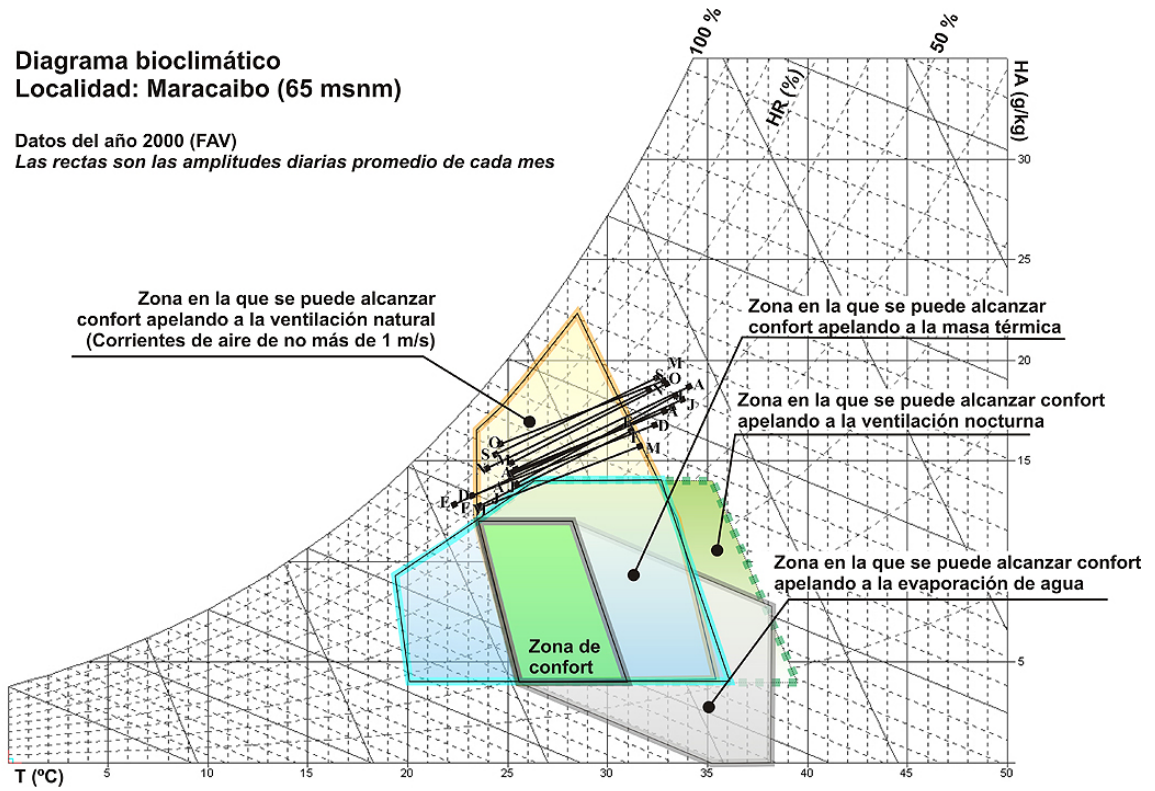 Diagrama bioclimático
Localidad: Maracaibo (65 msnm)
Datos del año 2000 (FAV)
Las rectas son las amplitudes diarias promedio de cada mes
100 %
50 %
HR (%)
HA (g/kg)
30
25
20
15
5
Zona en la que se puede alcanzar
confort apelando a la ventilación natural
(Corrientes de aire de no más de 1 m/s)
Zona en la que se puede alcanzar
confort apelando a la masa térmica
Zona en la que se puede alcanzar confort
apelando a la ventilación nocturna
Zona en la que se puede alcanzar confort
apelando a la evaporación de agua
Zona de
confort
M
S
O
A
J
A
D
M
O
S
N
M
E
D
E
T (ºC)
5
10
15
20
25
30
35
40
45
50